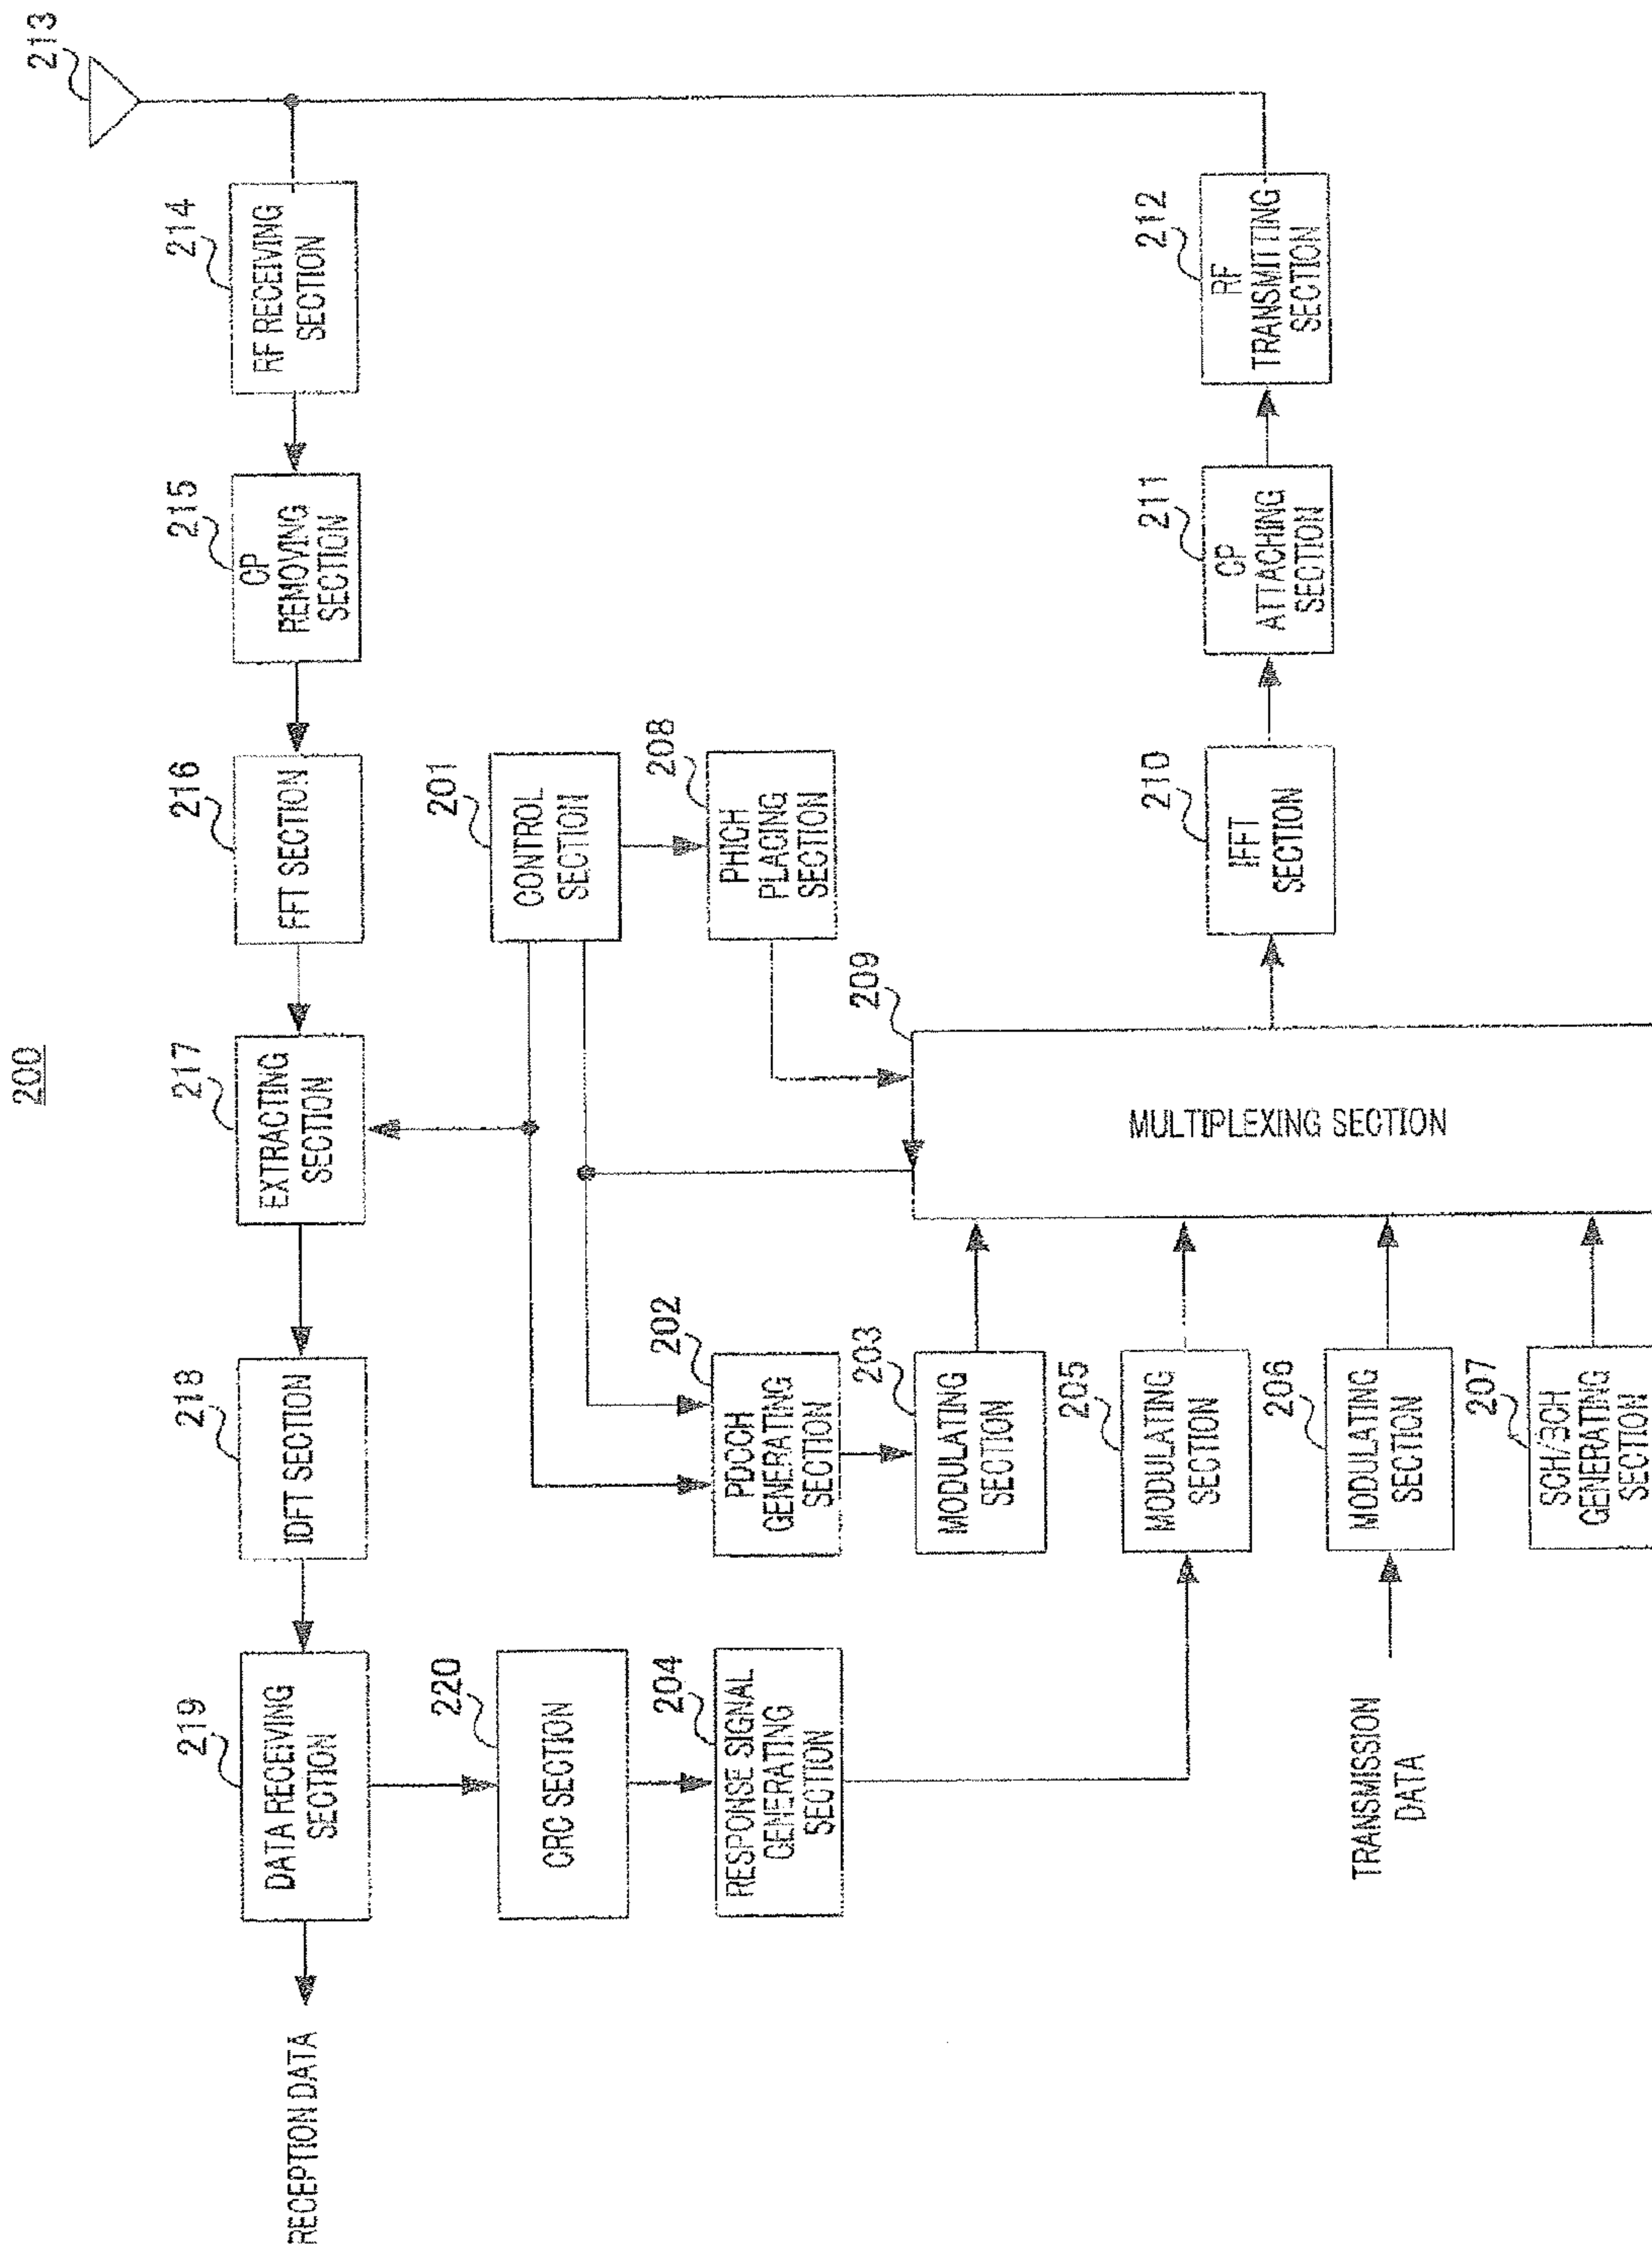 200
RECEPTION DATA
219
DATA RECEIVING
SECTION
218
IDFT SECTION
217
EXTRACTING
SECTION
216
FFT SECTION
215
CP
REMOVING
SECTION
214
RF RECEIVING
SECTION
213
220
CRC SECTION
201
CONTROL
SECTION
204
RESPONSE SIGNAL
GENERATING
SECTION
202
PDCCH
GENERATING
SECTION
208
PHICH
PLACING
SECTION
203
MODULATING
SECTION
209
MULTIPLEXING SECTION
205
MODULATING
SECTION
210
IFFT
SECTION
211
CP
ATTACHING
SECTION
212
RF
TRANSMITTING
SECTION
TRANSMISSION
DATA
206
MODULATING
SECTION
207
SCH/BCH
GENERATING
SECTION